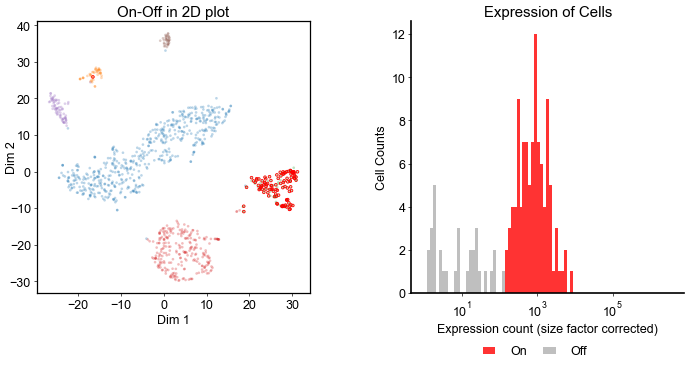 On-Off in 2D plot
40
30
20
10
0
−10
−20
−30
Dim 2
−20 −10 0 10 20 30
Dim 1
Expression of Cells
12
10
8
6
4
2
0
Cell Counts
10^1 10^3 10^5
Expression count (size factor corrected)
On Off